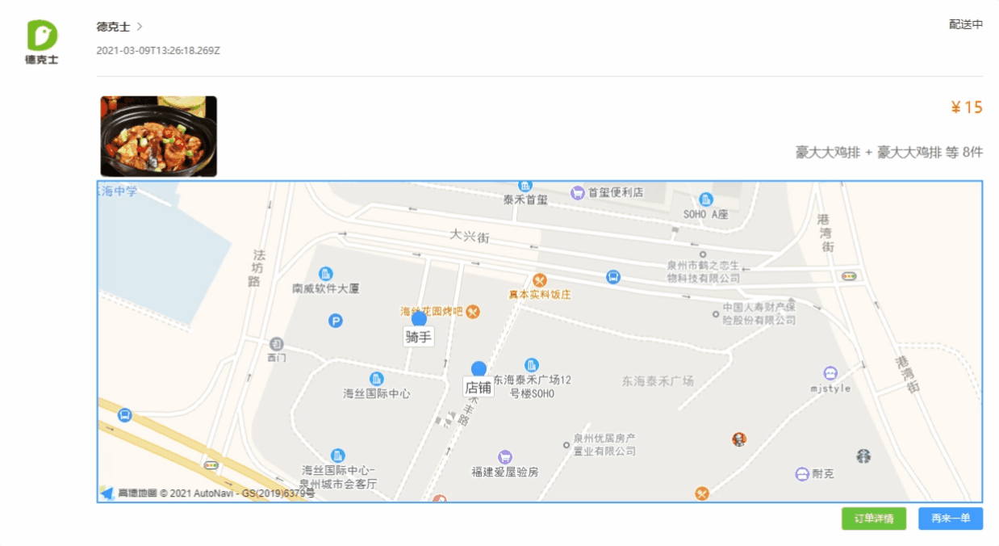 德克士
配送中
德克士
2021-03-09T13:26:18.269Z
¥15
豪大大鸡排 + 豪大大鸡排 等 8件
东海中学
泰禾首玺
首玺便利店
SOHO A座
港湾街
大兴街
法坊路
泉州市鹤之恋生
物科技有限公司
南威软件大厦
真本实料饭庄
海丝花园烤吧
中国人寿财产保
险股份有限公司
P
骑手
西门
店铺
东海泰禾广场12
号楼SOHO
东海泰禾广场
港湾街
mjstyle
海丝国际中心
禾丰路
泉州优居房产
置业有限公司
海丝国际中心-
泉州城市会客厅
福建爱屋验房
耐克
高德地图 © 2021 AutoNavi - GS(2019)6379号
订单详情
再来一单